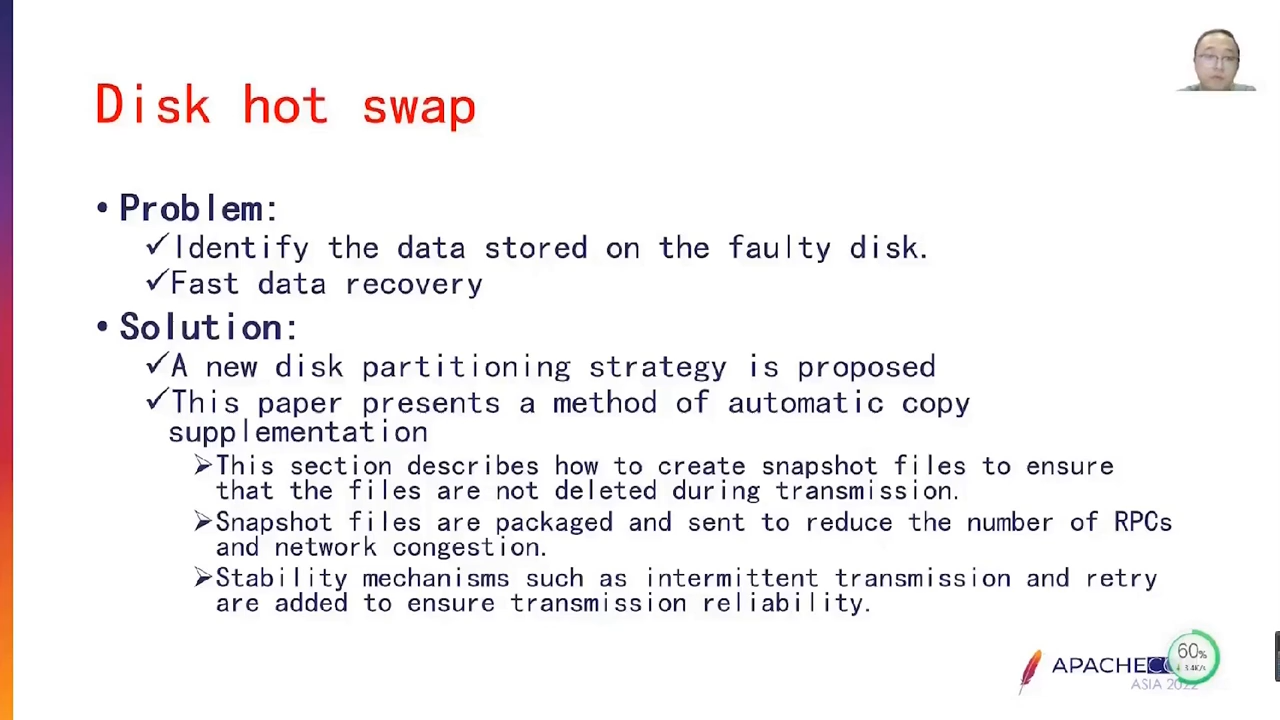 Disk hot swap
• Problem:
✓Identify the data stored on the faulty disk.
✓Fast data recovery
• Solution:
✓A new disk partitioning strategy is proposed
✓This paper presents a method of automatic copy
supplementation
➢This section describes how to create snapshot files to ensure
that the files are not deleted during transmission.
➢Snapshot files are packaged and sent to reduce the number of RPCs
and network congestion.
➢Stability mechanisms such as intermittent transmission and retry
are added to ensure transmission reliability.
60%
APACHEC
ASIA 2022